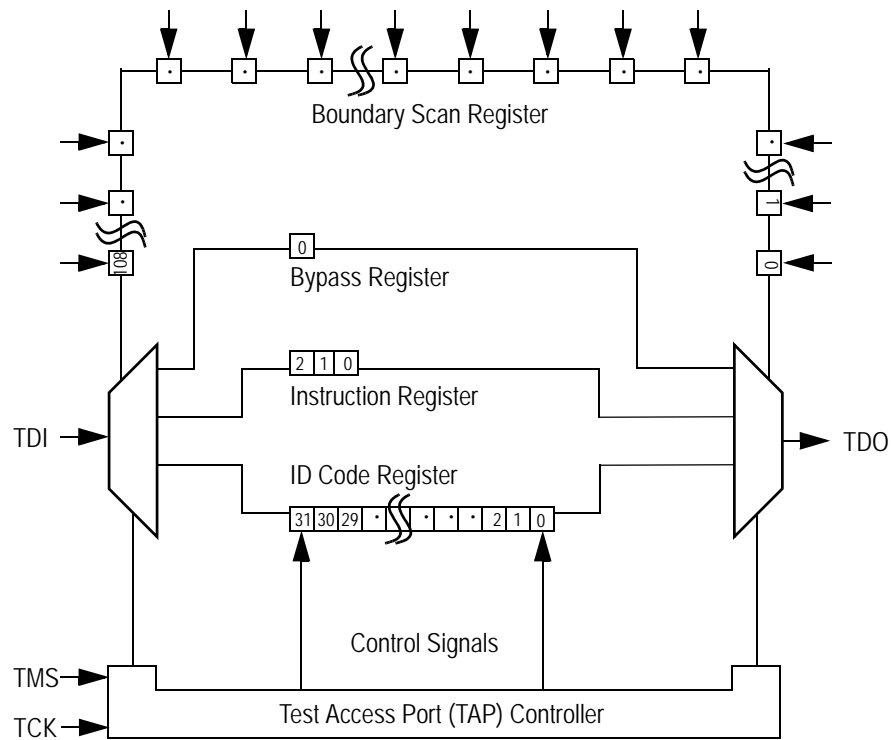 Boundary Scan Register
1
108
0
0
Bypass Register
2 1 0
Instruction Register
TDI
TDO
ID Code Register
31 30 29 · · · · 2 1 0
Control Signals
TMS
Test Access Port (TAP) Controller
TCK